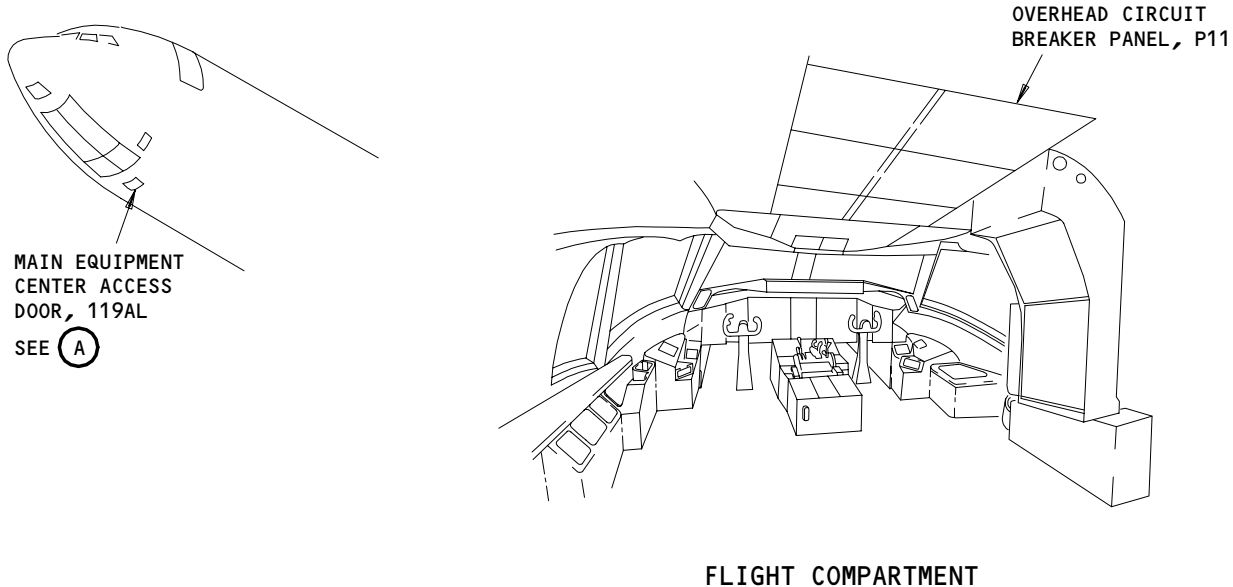 OVERHEAD CIRCUIT
BREAKER PANEL, P11
MAIN EQUIPMENT
CENTER ACCESS
DOOR, 119AL
SEE A
FLIGHT COMPARTMENT